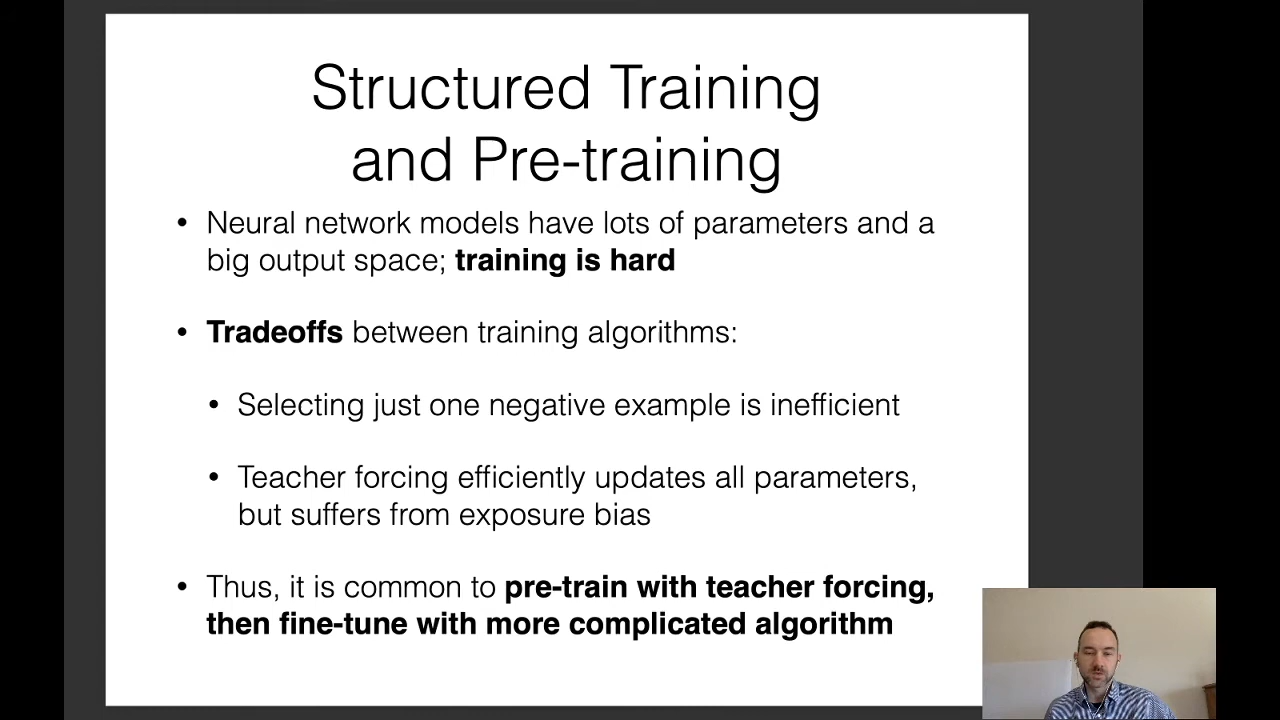 Structured Training
and Pre-training
• Neural network models have lots of parameters and a
big output space; training is hard
• Tradeoffs between training algorithms:
• Selecting just one negative example is inefficient
• Teacher forcing efficiently updates all parameters,
but suffers from exposure bias
• Thus, it is common to pre-train with teacher forcing,
then fine-tune with more complicated algorithm